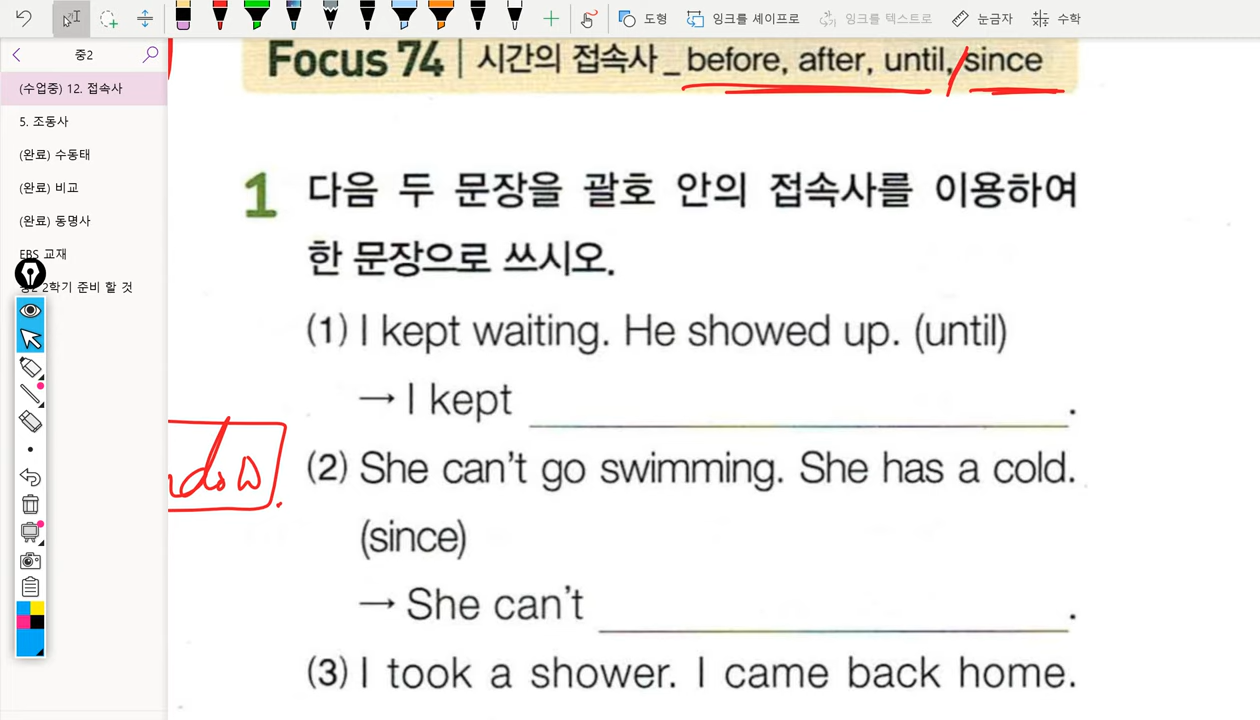 도형 잉크를 셰이프로 잉크를 텍스트로 눈금자 수학
중2
(수업중) 12. 접속사
5. 조동사
(완료) 수동태
(완료) 비교
(완료) 동명사
EBS 교재
2학기 준비 할 것
Focus 74 | 시간의 접속사 _ before, after, until, / since
1 다음 두 문장을 괄호 안의 접속사를 이용하여
한 문장으로 쓰시오.
(1) I kept waiting. He showed up. (until)
→ I kept .
(2) She can't go swimming. She has a cold.
(since)
→ She can't .
(3) I took a shower. I came back home.